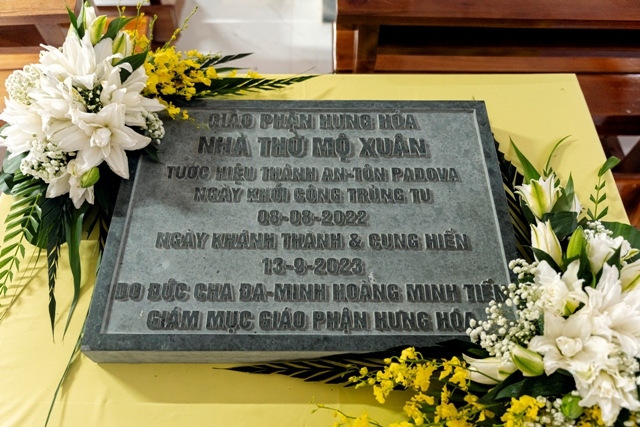 GIÁO PHẬN HƯNG HÓA
NHÀ THỜ MỘ XUÂN
TƯỚC HIỆU THÁNH AN-TÔN PADOVA
NGÀY KHỞI CÔNG TRÙNG TU
08-08-2022
NGÀY KHÁNH THÀNH & CUNG HIẾN
13-9-2023
DO ĐỨC CHA ĐA-MINH HOÀNG MINH TIẾN
GIÁM MỤC GIÁO PHẬN HƯNG HÓA